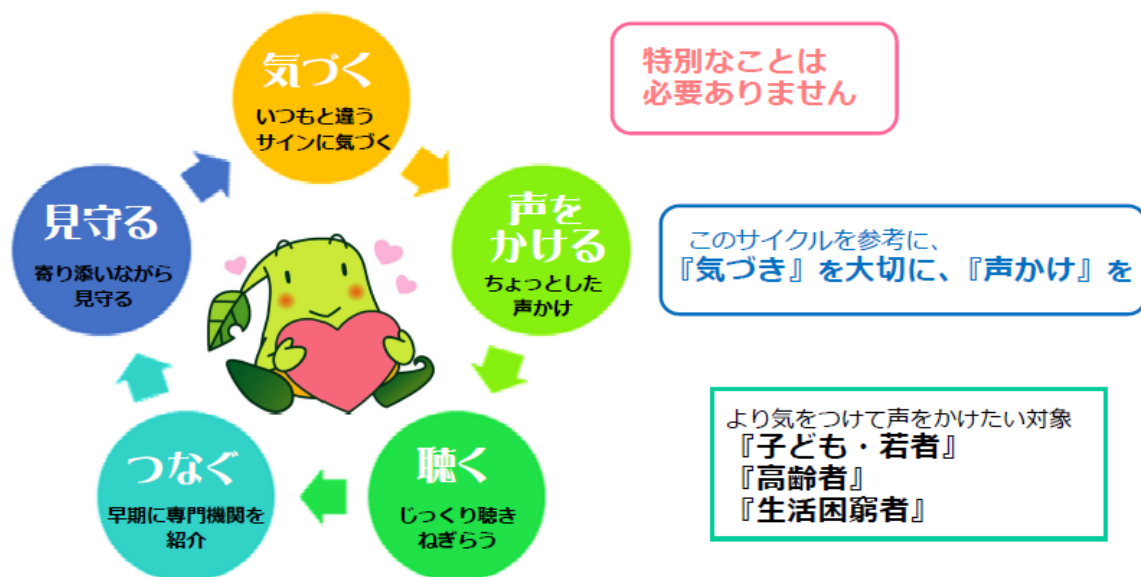 気づく
いつもと違う
サインに気づく
声を
かける
ちょっとした
声かけ
聴く
じっくり聴き
ねぎらう
つなぐ
早期に専門機関を
紹介
見守る
寄り添いながら
見守る
特別なことは
必要ありません
このサイクルを参考に、
『気づき』を大切に、『声かけ』を
より気をつけて声をかけたい対象
『子ども・若者』
『高齢者』
『生活困窮者』